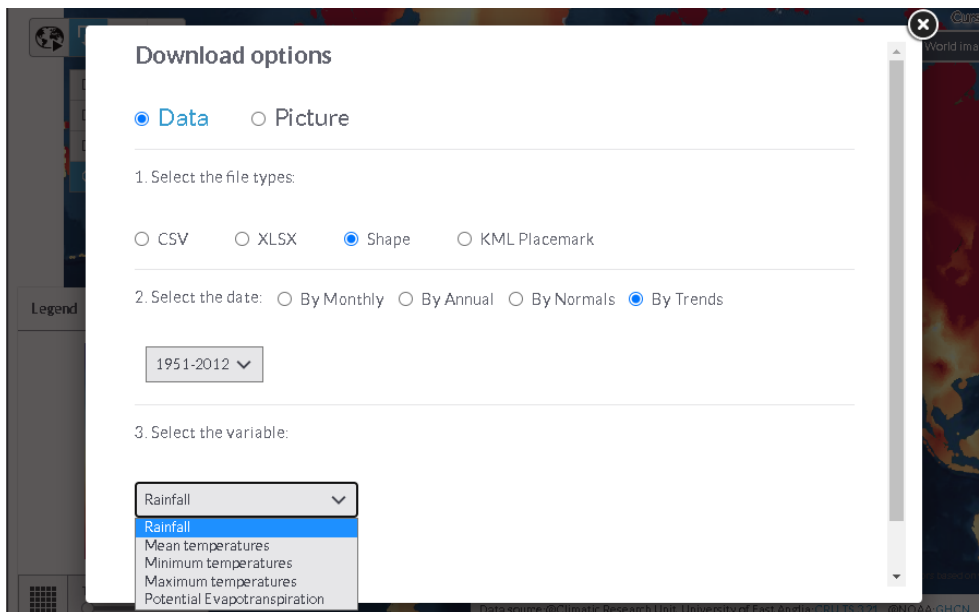 Download options
World ima
Data Picture
1. Select the file types:
CSV XLSX Shape KML Placemark
2. Select the date: By Monthly By Annual By Normals By Trends
Legend
1951-2012
3. Select the variable:
Rainfall
Rainfall
Mean temperatures
Minimum temperatures
Maximum temperatures
Potential Evapotranspiration
Data source @Climatic Research Unit, University of East Anglia